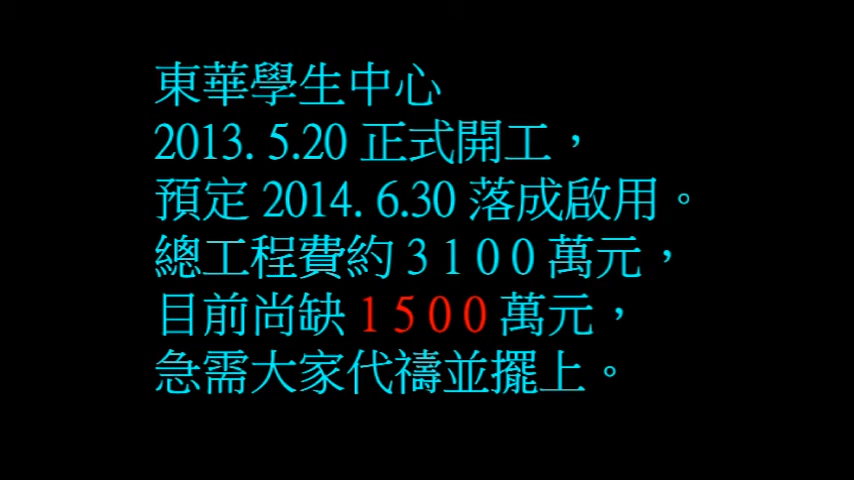 東華學生中心
2013. 5.20 正式開工，
預定 2014. 6.30 落成啟用。
總工程費約 3 1 0 0 萬元，
目前尚缺 1 5 0 0 萬元，
急需大家代禱並擺上。